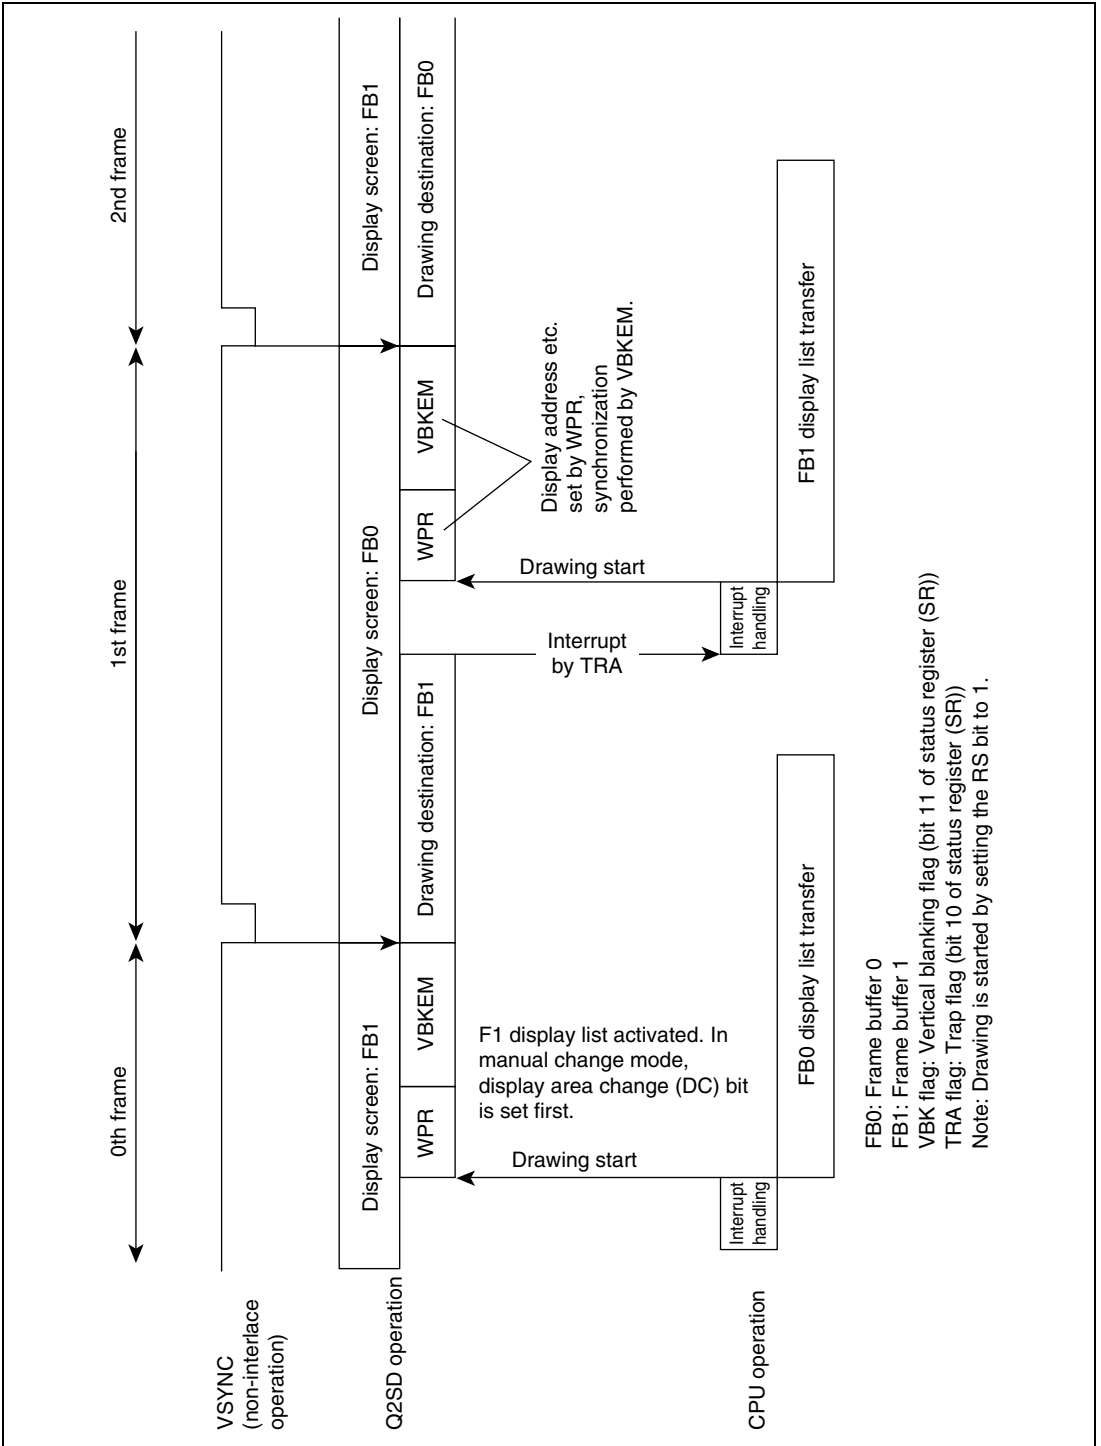 0th frame
1st frame
2nd frame
VSYNC
(non-interlace
operation)
Q2SD operation
Display screen: FB1
Display screen: FB0
Display screen: FB1
WPR
VBKEM
Drawing destination: FB1
WPR
VBKEM
Drawing destination: FB0
F1 display list activated. In
manual change mode,
display area change (DC) bit
is set first.
Display address etc.
set by WPR,
synchronization
performed by VBKEM.
Drawing start
Interrupt
by TRA
Drawing start
CPU operation
Interrupt
handling
Interrupt
handling
FB0 display list transfer
FB1 display list transfer
FB0: Frame buffer 0
FB1: Frame buffer 1
VBK flag: Vertical blanking flag (bit 11 of status register (SR))
TRA flag: Trap flag (bit 10 of status register (SR))
Note: Drawing is started by setting the RS bit to 1.